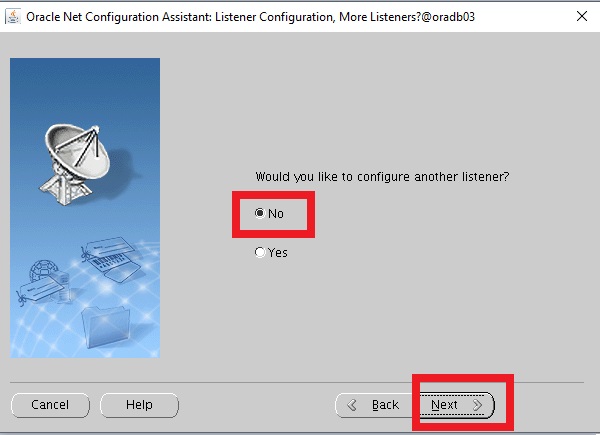 Oracle Net Configuration Assistant: Listener Configuration, More Listeners?@oradb03
Would you like to configure another listener?
No
Yes
Cancel
Help
Back
Next